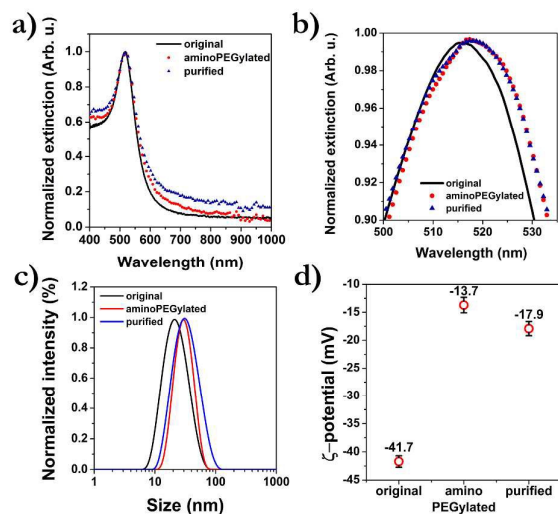 a)
Normalized extinction (Arb. u.)
1.0
0.8
0.6
0.4
0.2
0.0
original
aminoPEGylated
purified
400 500 600 700 800 900 1000
Wavelength (nm)
b)
Normalized extinction (Arb. u.)
1.00
0.98
0.96
0.94
0.92
0.90
original
aminoPEGylated
purified
500 510 520 530
Wavelength (nm)
c)
Normalized intensity (%)
1,2
1,0
0.8
0.6
0.4
0.2
0.0
original
aminoPEGylated
purified
1 10 100 1000
Size (nm)
d)
ζ-potential (mV)
-10
-15
-20
-25
-30
-35
-40
-45
-41.7
-13.7
-17.9
original amino purified
PEGylated